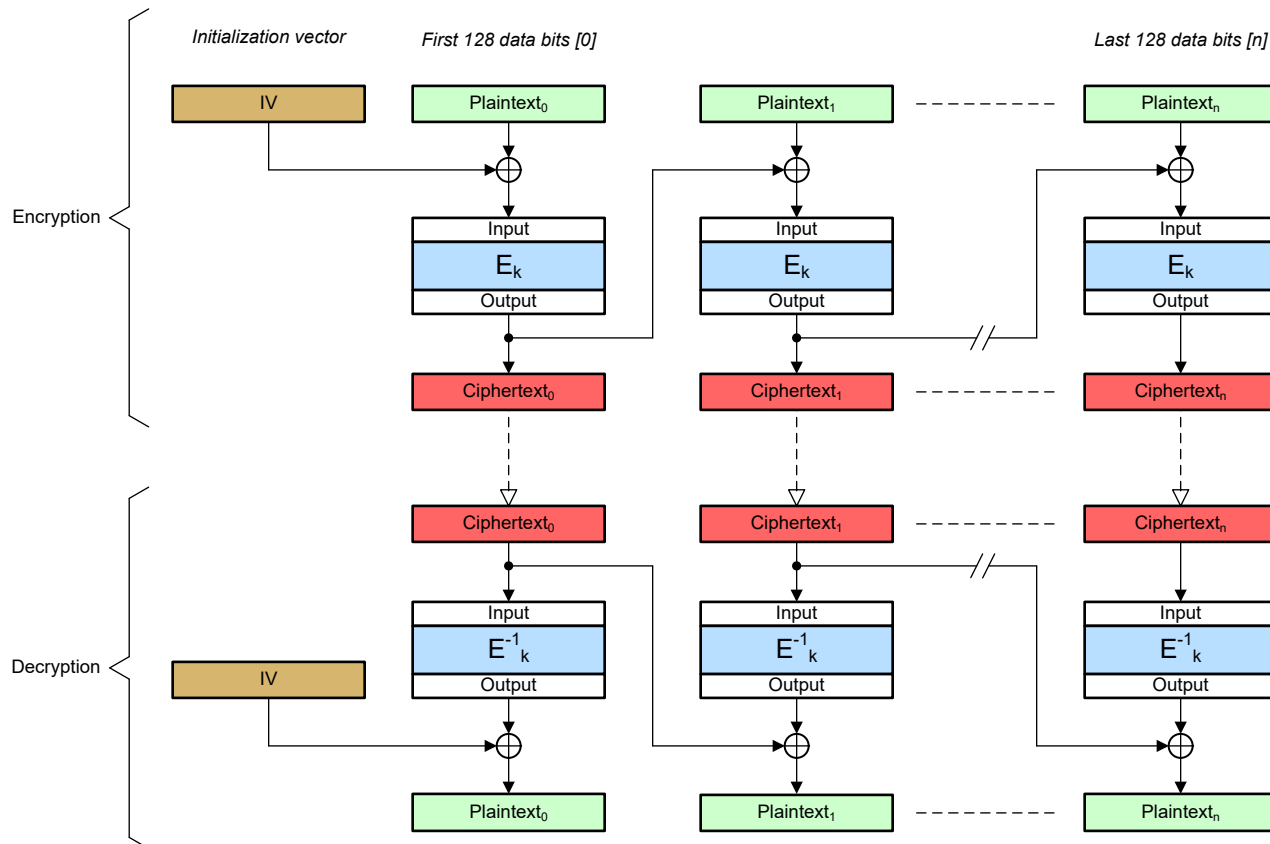 Initialization vector
First 128 data bits [0]
Last 128 data bits [n]
IV
Plaintext₀
Plaintext₁
Plaintextₙ
Encryption
Input
Input
Input
Eₖ
Eₖ
Eₖ
Output
Output
Output
Ciphertext₀
Ciphertext₁
Ciphertextₙ
Ciphertext₀
Ciphertext₁
Ciphertextₙ
Input
Input
Input
E⁻¹ₖ
E⁻¹ₖ
E⁻¹ₖ
Decryption
IV
Output
Output
Output
Plaintext₀
Plaintext₁
Plaintextₙ